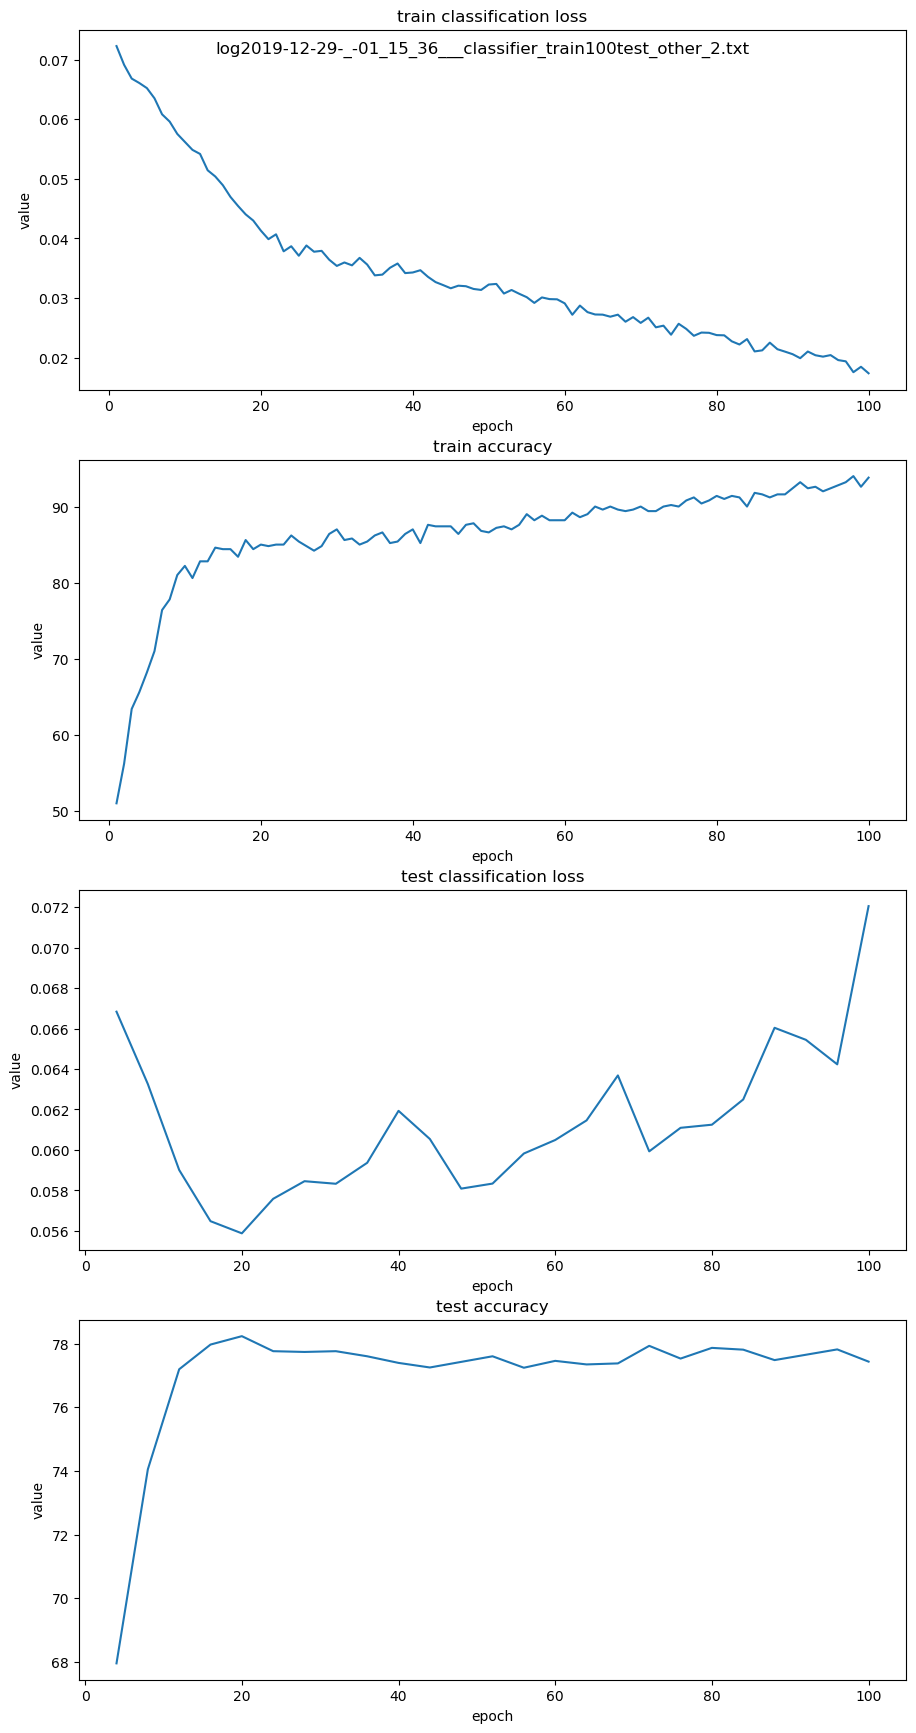 train classification loss
log2019-12-29-_-01_15_36___classifier_train100test_other_2.txt
0.07
0.06
0.05
0.04
0.03
0.02
value
0 20 40 60 80 100
epoch
train accuracy
90
80
70
60
50
value
0 20 40 60 80 100
epoch
test classification loss
0.072
0.070
0.068
0.066
0.064
0.062
0.060
0.058
0.056
value
0 20 40 60 80 100
epoch
test accuracy
78
76
74
72
70
68
value
0 20 40 60 80 100
epoch